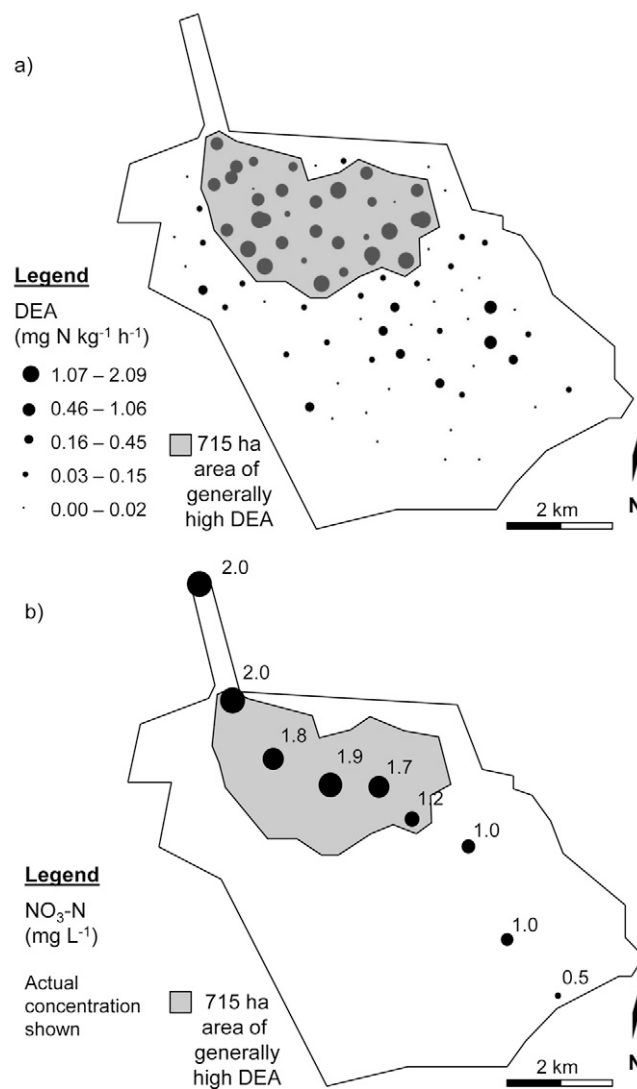 a)
Legend
DEA
(mg N kg⁻¹ h⁻¹)
1.07 – 2.09
0.46 – 1.06
0.16 – 0.45
0.03 – 0.15
0.00 – 0.02
715 ha
area of
generally
high DEA
2 km
N
b)
2.0
2.0
1.8
1.9
1.7
1.2
1.0
1.0
0.5
Legend
NO₃-N
(mg L⁻¹)
Actual
concentration
shown
715 ha
area of
generally
high DEA
2 km
N